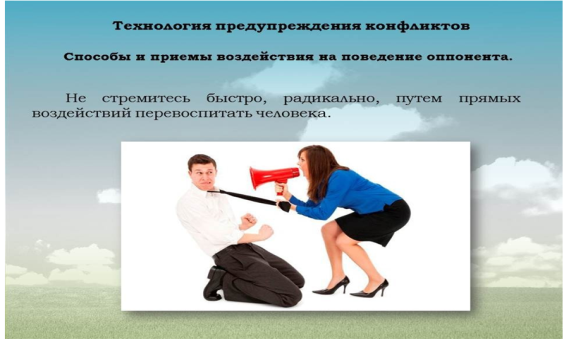 Технология предупреждения конфликтов
Способы и приемы воздействия на поведение оппонента.
Не стремитесь быстро, радикально, путем прямых
воздействий перевоспитать человека.